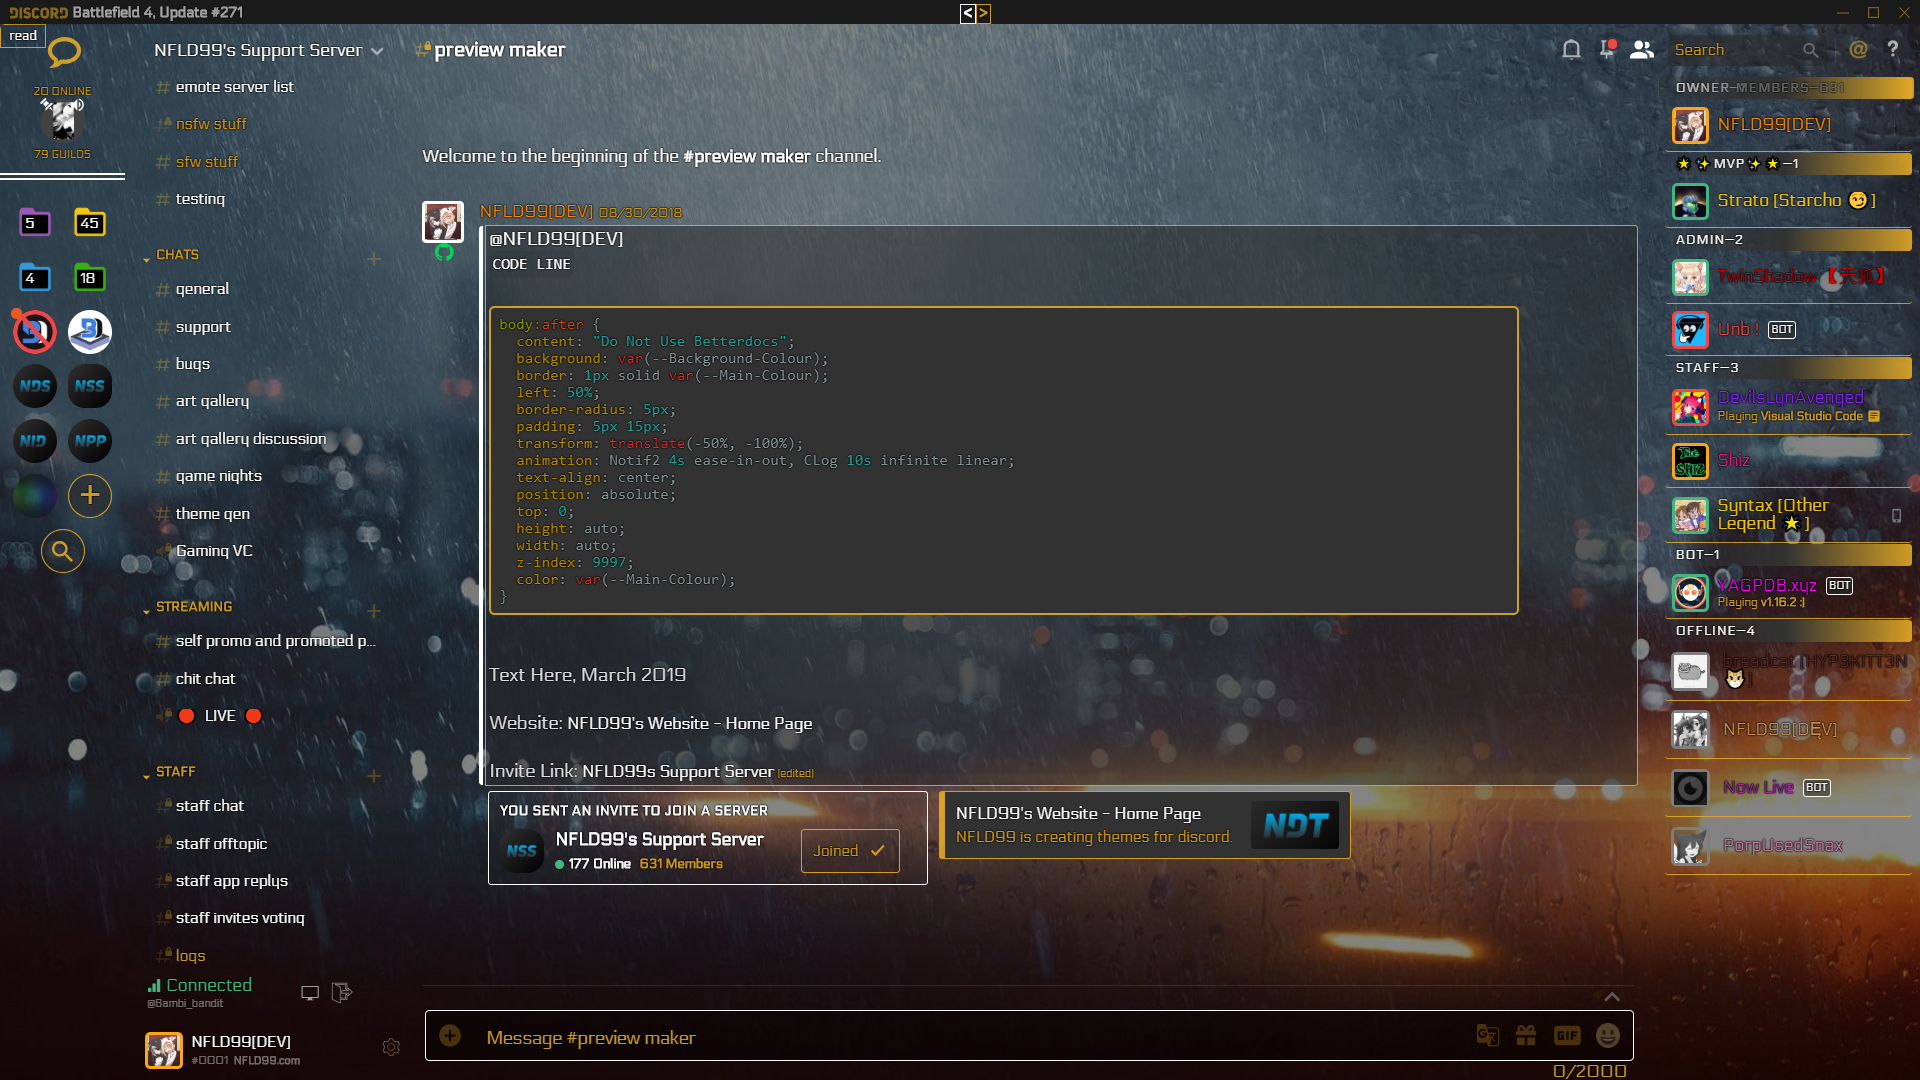 DISCORD Battlefield 4, Update #271
<>
read
20 ONLINE
79 GUILDS
5
45
4
18
NDS
NSS
NID
NPP
NFLD99's Support Server
emote server list
nsfw stuff
sfw stuff
testing
CHATS
general
support
bugs
art gallery
art gallery discussion
game nights
theme gen
Gaming VC
STREAMING
self promo and promoted p...
chit chat
LIVE
STAFF
staff chat
staff offtopic
staff app replys
staff invites voting
logs
Connected
@Bambi_bandit
NFLD99[DEV]
#0001 NFLD99.com
preview maker
Welcome to the beginning of the #preview maker channel.
NFLD99[DEV] 08/30/2018
@NFLD99[DEV]
CODE LINE
body:after {
content: "Do Not Use Betterdocs";
background: var(--Background-Colour);
border: 1px solid var(--Main-Colour);
left: 50%;
border-radius: 5px;
padding: 5px 15px;
transform: translate(-50%, -100%);
animation: Notif2 4s ease-in-out, CLog 10s infinite linear;
text-align: center;
position: absolute;
top: 0;
height: auto;
width: auto;
z-index: 9997;
color: var(--Main-Colour);
}
Text Here, March 2019
Website: NFLD99's Website - Home Page
Invite Link: NFLD99s Support Server (edited)
YOU SENT AN INVITE TO JOIN A SERVER
NSS
NFLD99's Support Server
177 Online 631 Members
Joined
NFLD99's Website - Home Page
NFLD99 is creating themes for discord.
NDT
Message #preview maker
GIF
0/2000
Search
@ ?
OWNER-MEMBERS—631
NFLD99[DEV]
MVP —1
Strato [Starcho 😏]
ADMIN—2
TwinShadow【天狐】
Unb ! BOT
STAFF—3
DevilsLynAvenged
Playing Visual Studio Code
The SHIZ
Shiz
Syntax [Other
Legend 🌟]
BOT—1
YAGPDB.xyz BOT
Playing v1.16.2 :)
OFFLINE—4
breadcat [HYP3KITT3N
NFLD99[DĘV]
Now Live BOT
PorpUsedSnax